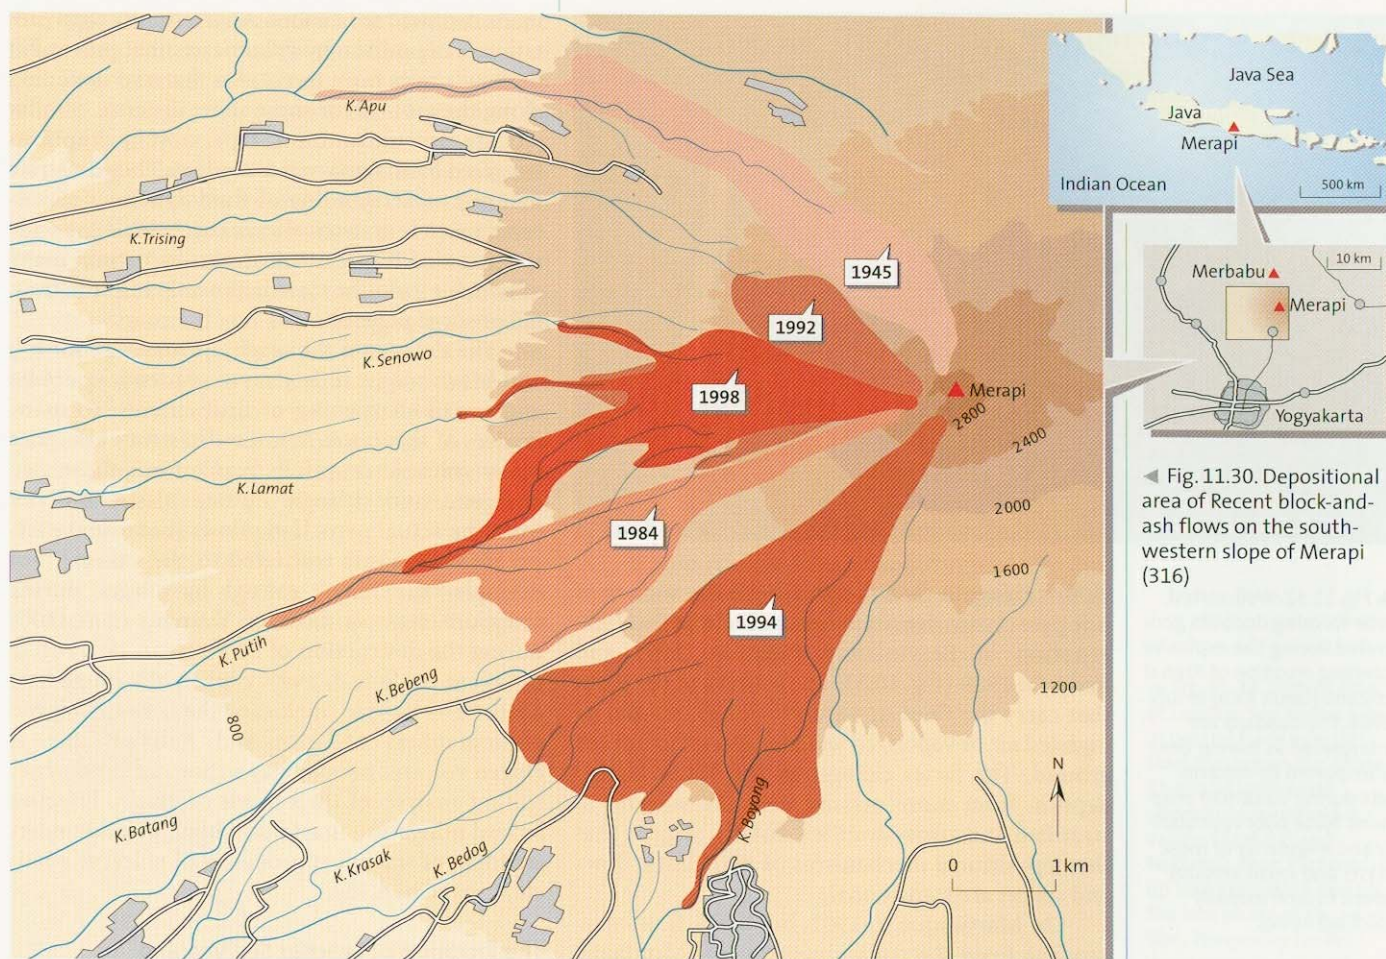 K. Apu
K. Trising
K. Senowo
K. Lamat
K. Putih
K. Bebeng
800
K. Batang
K. Krasak
K. Bedog
K. Boyong
1945
1992
1998
1984
1994
Merapi
2800
2400
2000
1600
1200
N
0 1 km
Java Sea
Java
Merapi
Indian Ocean
500 km
10 km
Merbabu
Merapi
Yogyakarta
◀ Fig. 11.30. Depositional
area of Recent block-and-
ash flows on the south-
western slope of Merapi
(316)